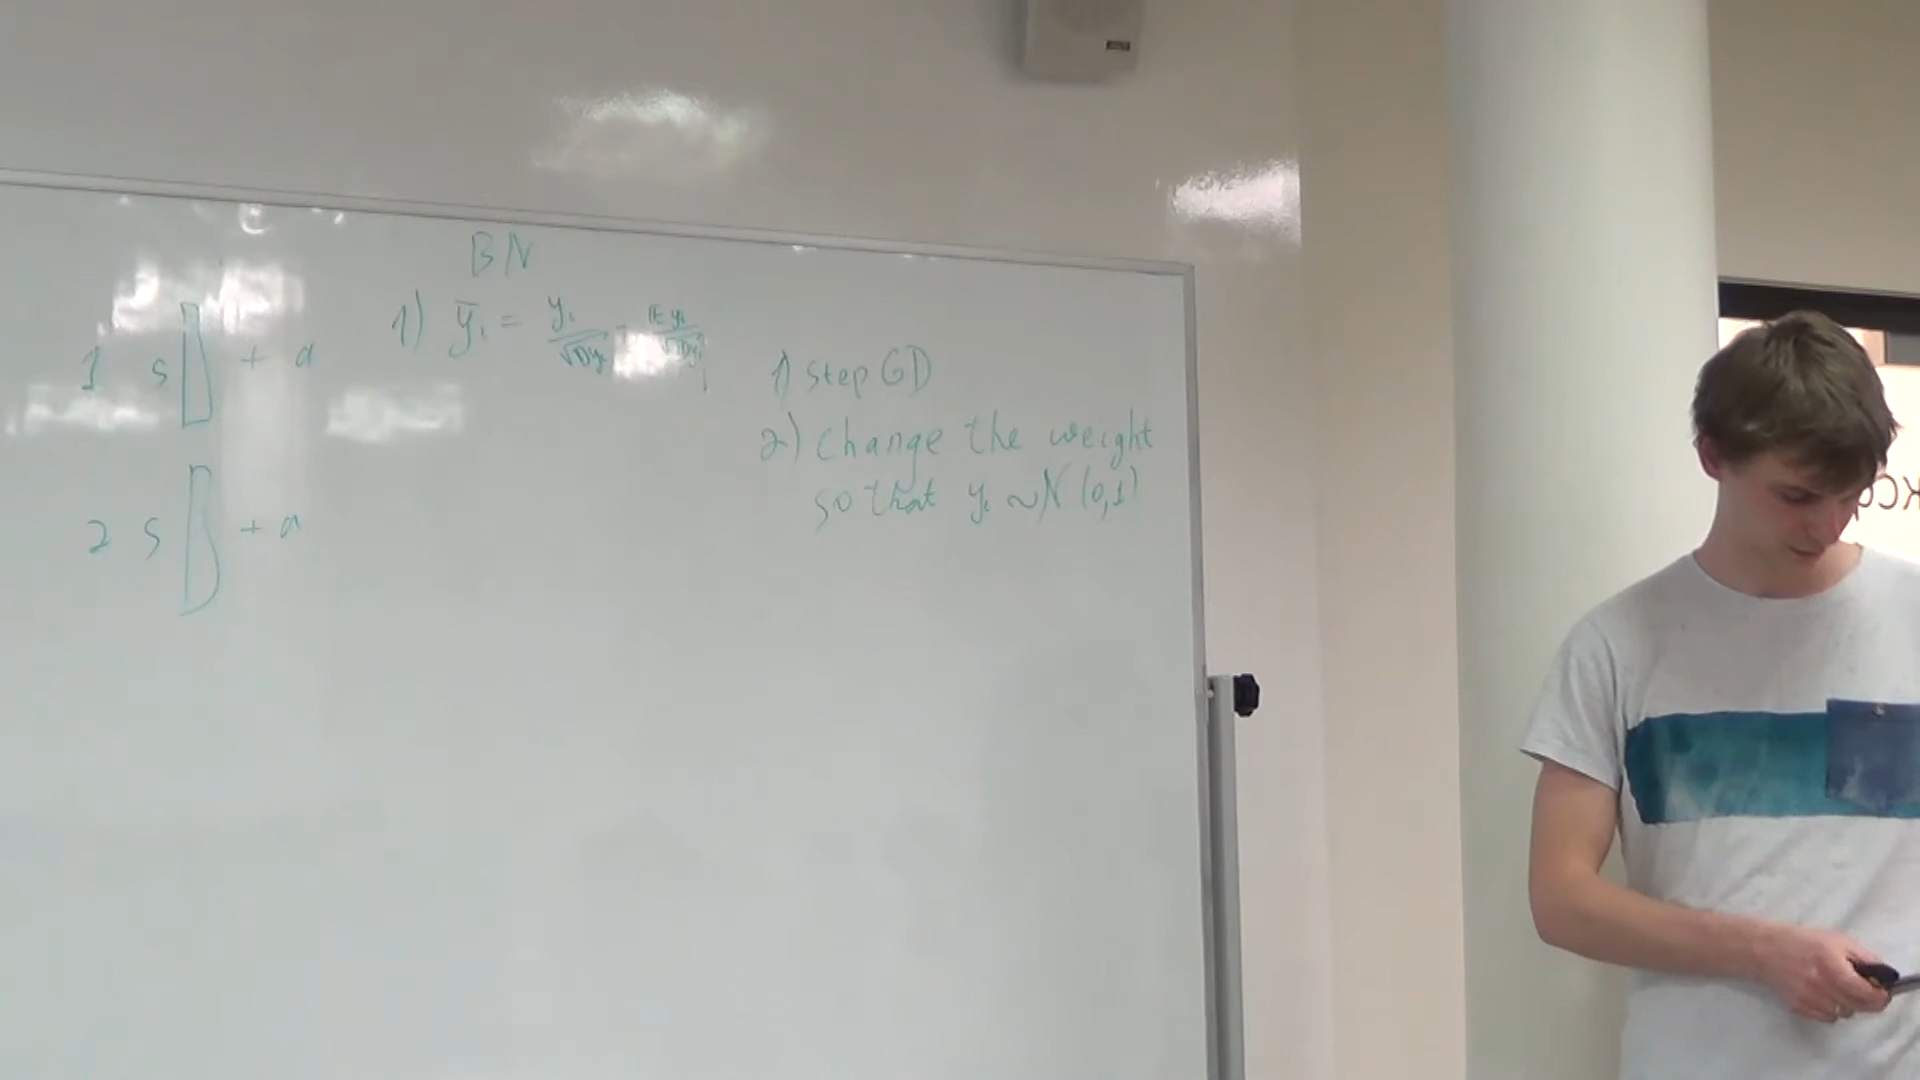 BN
1) ȳᵢ = yᵢ/√Dyᵢ - Eyᵢ/√Dyᵢ
1 s + a
2 s + a
1) step GD
2) change the weight
so that yᵢ ~ N(0,1)